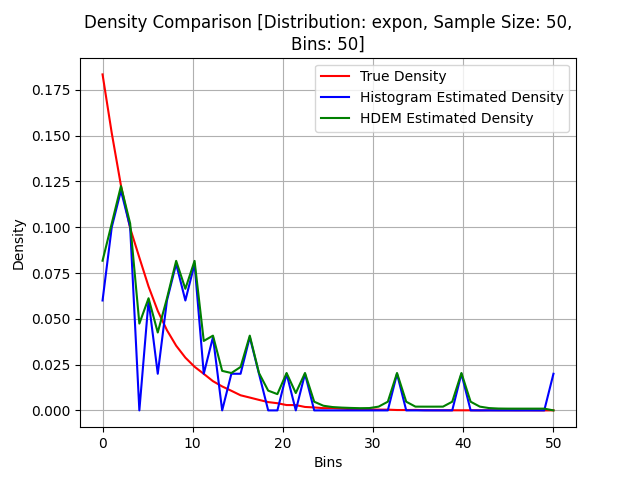 Density Comparison [Distribution: expon, Sample Size: 50,
Bins: 50]
True Density
Histogram Estimated Density
HDEM Estimated Density
Density
0.175
0.150
0.125
0.100
0.075
0.050
0.025
0.000
0 10 20 30 40 50
Bins